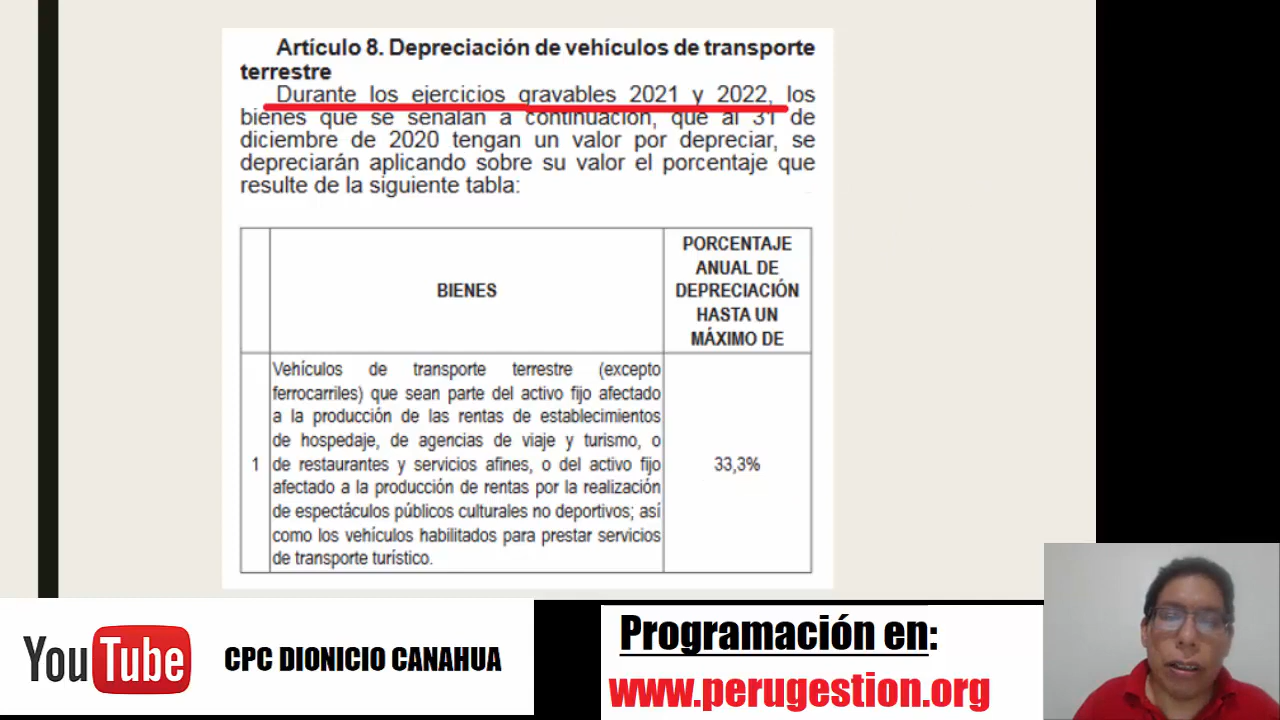 Artículo 8. Depreciación de vehículos de transporte
terrestre
Durante los ejercicios gravables 2021 y 2022, los
bienes que se señalan a continuación, que al 31 de
diciembre de 2020 tengan un valor por depreciar, se
depreciarán aplicando sobre su valor el porcentaje que
resulte de la siguiente tabla:
BIENES
PORCENTAJE
ANUAL DE
DEPRECIACIÓN
HASTA UN
MÁXIMO DE
1
Vehículos de transporte terrestre (excepto
ferrocarriles) que sean parte del activo fijo afectado
a la producción de las rentas de establecimientos
de hospedaje, de agencias de viaje y turismo, o
de restaurantes y servicios afines, o del activo fijo
afectado a la producción de rentas por la realización
de espectáculos públicos culturales no deportivos; así
como los vehículos habilitados para prestar servicios
de transporte turístico.
33,3%
YouTube
CPC DIONICIO CANAHUA
Programación en:
www.perugestion.org